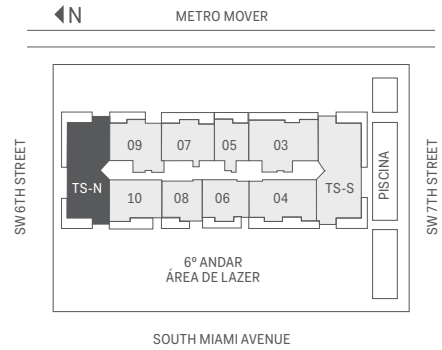 N
METRO MOVER
SW 6TH STREET
09
07
05
03
TS-N
TS-S
10
08
06
04
PISCINA
SW 7TH STREET
6º ANDAR
ÁREA DE LAZER
SOUTH MIAMI AVENUE